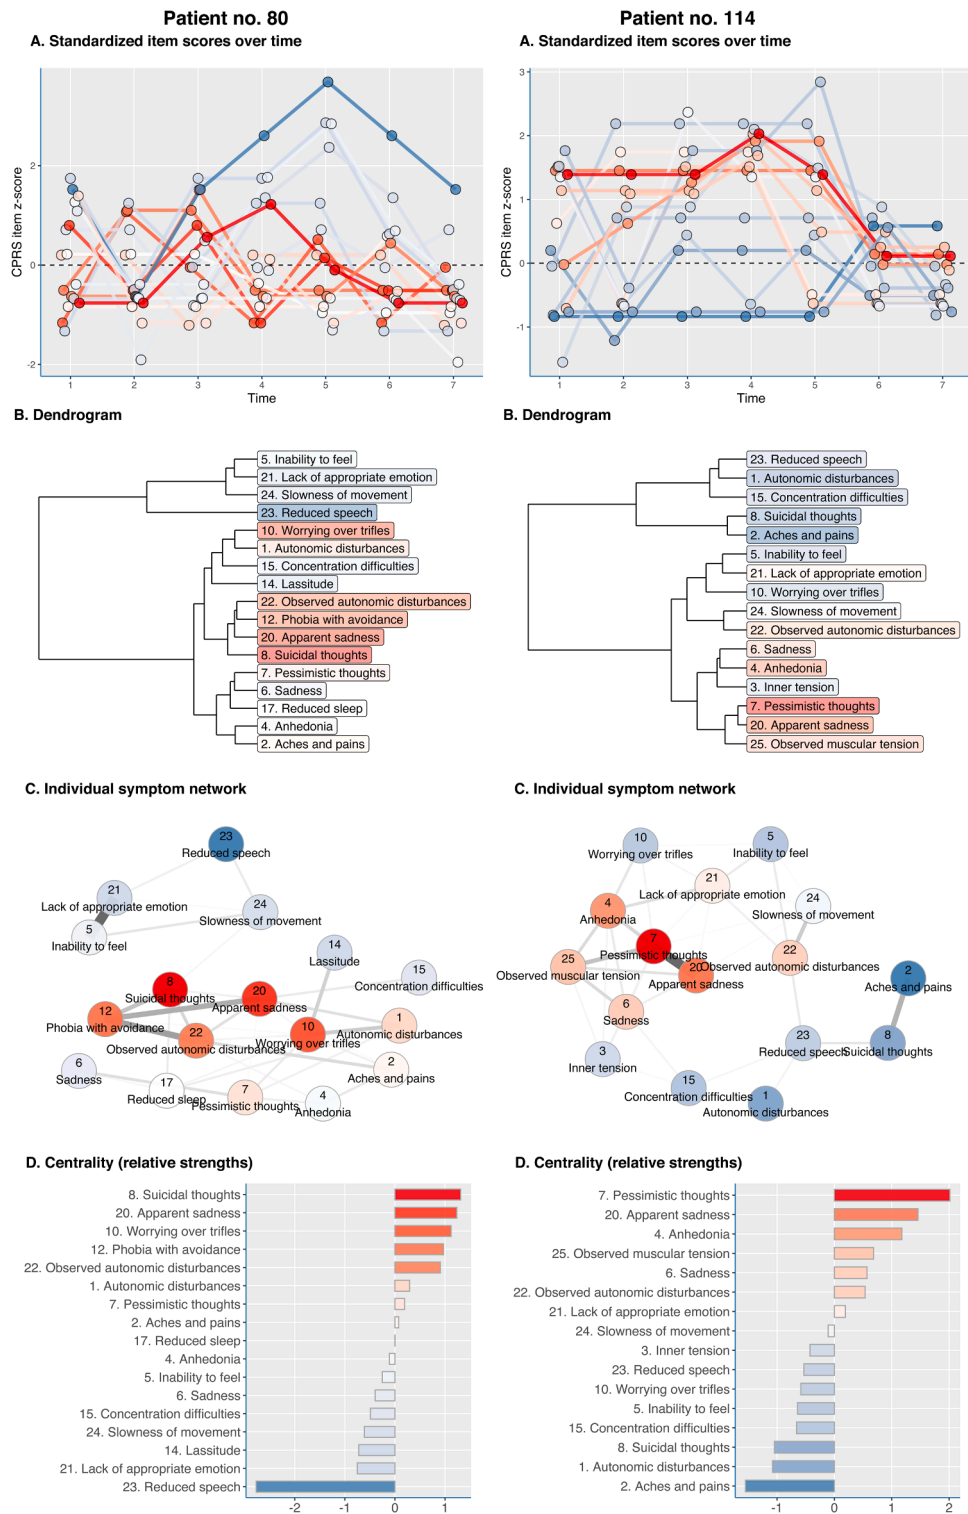 Patient no. 80
A. Standardized item scores over time
CPRS item z-score
2
0
-2
1 2 3 4 5 6 7
Time
B. Dendrogram
5. Inability to feel
21. Lack of appropriate emotion
24. Slowness of movement
23. Reduced speech
10. Worrying over trifles
1. Autonomic disturbances
15. Concentration difficulties
14. Lassitude
22. Observed autonomic disturbances
12. Phobia with avoidance
20. Apparent sadness
8. Suicidal thoughts
7. Pessimistic thoughts
6. Sadness
17. Reduced sleep
4. Anhedonia
2. Aches and pains
C. Individual symptom network
23
Reduced speech
21
Lack of appropriate emotion
24
Slowness of movement
5
Inability to feel
14
Lassitude
15
Concentration difficulties
8
Suicidal thoughts
20
Apparent sadness
12
Phobia with avoidance
22
Observed autonomic disturbances
10
Worrying over trifles
1
Autonomic disturbances
6
Sadness
2
Aches and pains
17
Reduced sleep
7
Pessimistic thoughts
4
Anhedonia
D. Centrality (relative strengths)
8. Suicidal thoughts
20. Apparent sadness
10. Worrying over trifles
12. Phobia with avoidance
22. Observed autonomic disturbances
1. Autonomic disturbances
7. Pessimistic thoughts
2. Aches and pains
17. Reduced sleep
4. Anhedonia
5. Inability to feel
6. Sadness
15. Concentration difficulties
24. Slowness of movement
14. Lassitude
21. Lack of appropriate emotion
23. Reduced speech
-2 -1 0 1
Patient no. 114
A. Standardized item scores over time
CPRS item z-score
3
2
1
0
-1
1 2 3 4 5 6 7
Time
B. Dendrogram
23. Reduced speech
1. Autonomic disturbances
15. Concentration difficulties
8. Suicidal thoughts
2. Aches and pains
5. Inability to feel
21. Lack of appropriate emotion
10. Worrying over trifles
24. Slowness of movement
22. Observed autonomic disturbances
6. Sadness
4. Anhedonia
3. Inner tension
7. Pessimistic thoughts
20. Apparent sadness
25. Observed muscular tension
C. Individual symptom network
10
Worrying over trifles
5
Inability to feel
21
Lack of appropriate emotion
24
Slowness of movement
4
Anhedonia
7
Pessimistic thoughts
22
Observed autonomic disturbances
25
Observed muscular tension
20
Apparent sadness
2
Aches and pains
6
Sadness
3
Inner tension
23
Reduced speech
8
Suicidal thoughts
15
Concentration difficulties
1
Autonomic disturbances
D. Centrality (relative strengths)
7. Pessimistic thoughts
20. Apparent sadness
4. Anhedonia
25. Observed muscular tension
6. Sadness
22. Observed autonomic disturbances
21. Lack of appropriate emotion
24. Slowness of movement
3. Inner tension
23. Reduced speech
10. Worrying over trifles
5. Inability to feel
15. Concentration difficulties
8. Suicidal thoughts
1. Autonomic disturbances
2. Aches and pains
-1 0 1 2